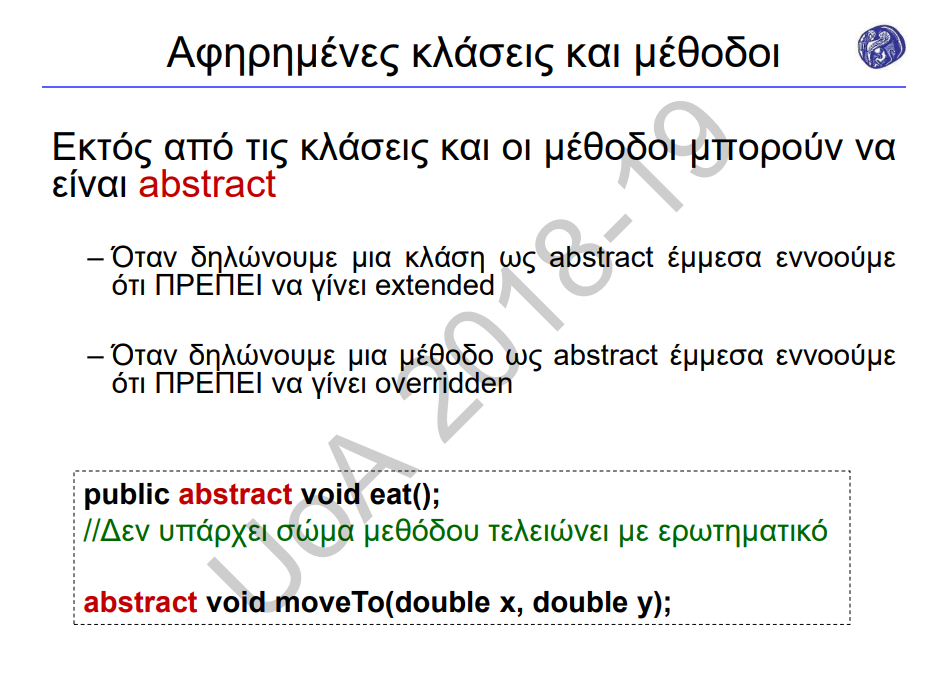 Αφηρημένες κλάσεις και μέθοδοι
Εκτός από τις κλάσεις και οι μέθοδοι μπορούν να
είναι abstract
– Όταν δηλώνουμε μια κλάση ως abstract έμμεσα εννοούμε
ότι ΠΡΕΠΕΙ να γίνει extended
– Όταν δηλώνουμε μια μέθοδο ως abstract έμμεσα εννοούμε
ότι ΠΡΕΠΕΙ να γίνει overridden
public abstract void eat();
//Δεν υπάρχει σώμα μεθόδου τελειώνει με ερωτηματικό
abstract void moveTo(double x, double y);
UoA 2018-19